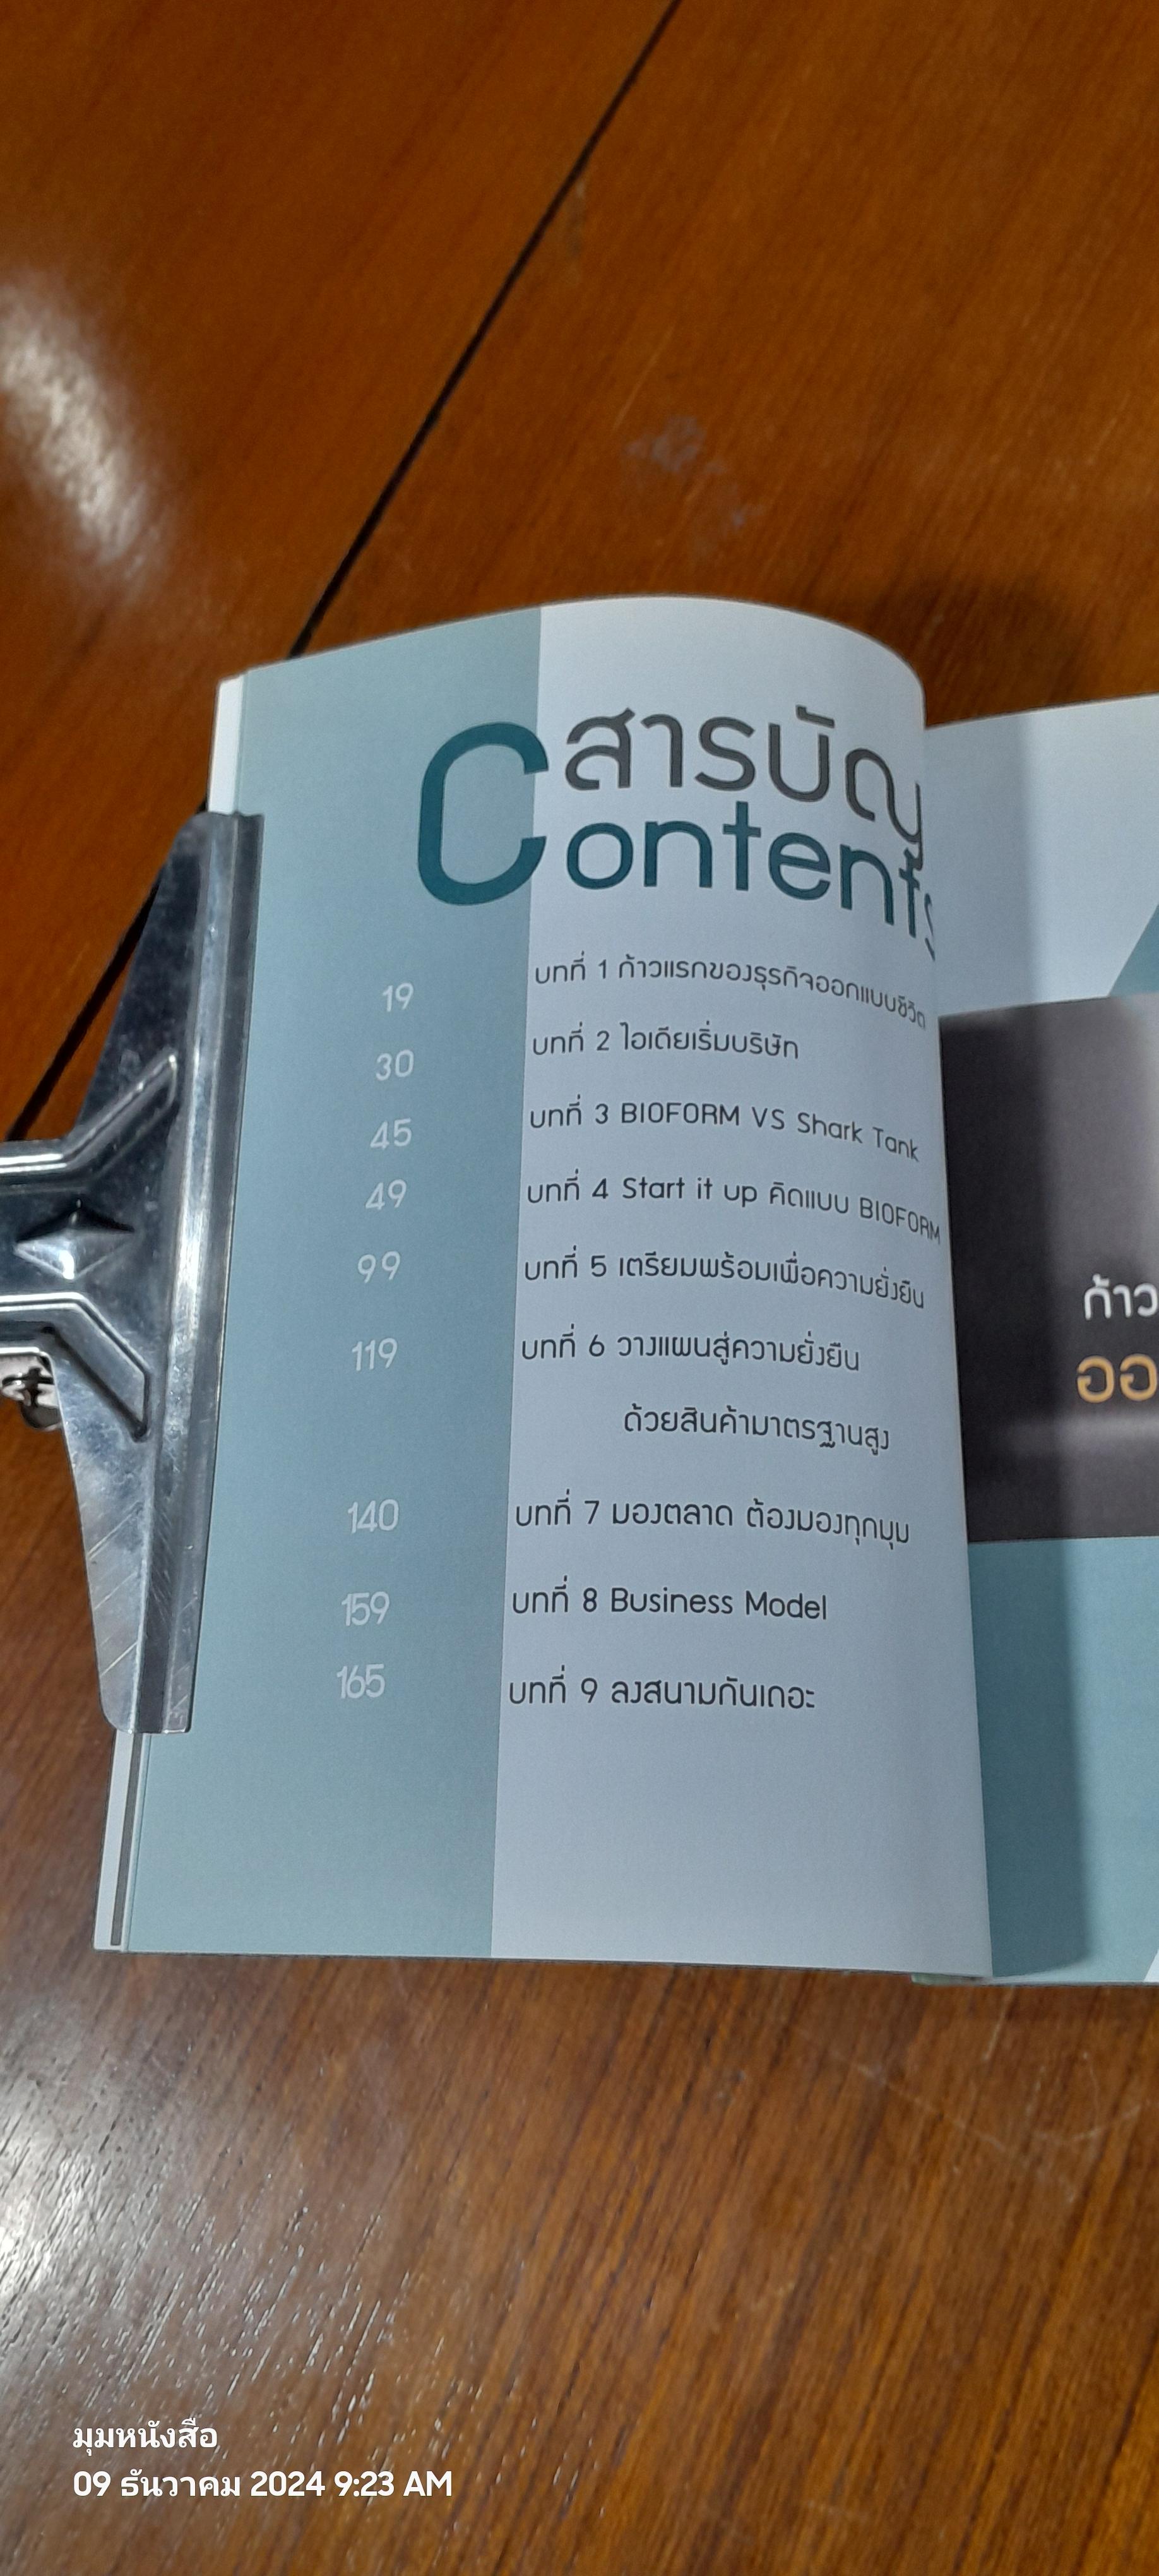 สารบัญ
Contents
19 บทที่ 1 ก้าวแรกของธุรกิจออกแบบชีวิต
30 บทที่ 2 ไอเดียเริ่มบริษัท
45 บทที่ 3 BIOFORM VS Shark Tank
49 บทที่ 4 Start it up คิดแบบ BIOFORM
99 บทที่ 5 เตรียมพร้อมเพื่อความยั่งยืน
119 บทที่ 6 วางแผนสู่ความยั่งยืน
ด้วยสินค้ามาตรฐานสูง
140 บทที่ 7 มองตลาด ต้องมองทุกมุม
159 บทที่ 8 Business Model
165 บทที่ 9 ลงสนามกันเถอะ
ก้าว
ออ
มุมหนังสือ
09 ธันวาคม 2024 9:23 AM